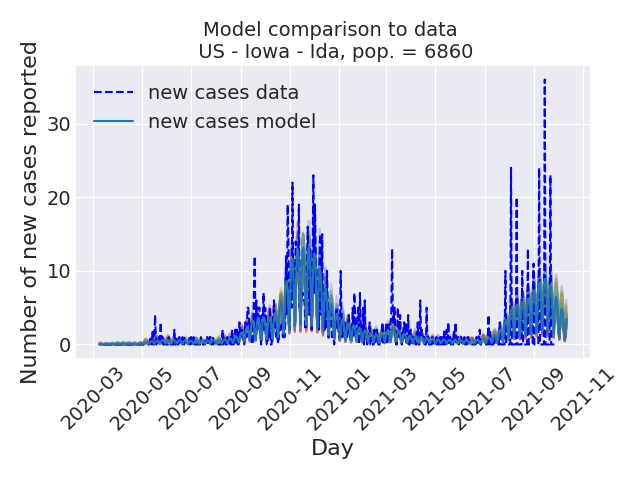 Model comparison to data
US - Iowa - Ida, pop. = 6860
Number of new cases reported
new cases data
new cases model
30
20
10
0
2020-03
2020-05
2020-07
2020-09
2020-11
2021-01
2021-03
2021-05
2021-07
2021-09
2021-11
Day